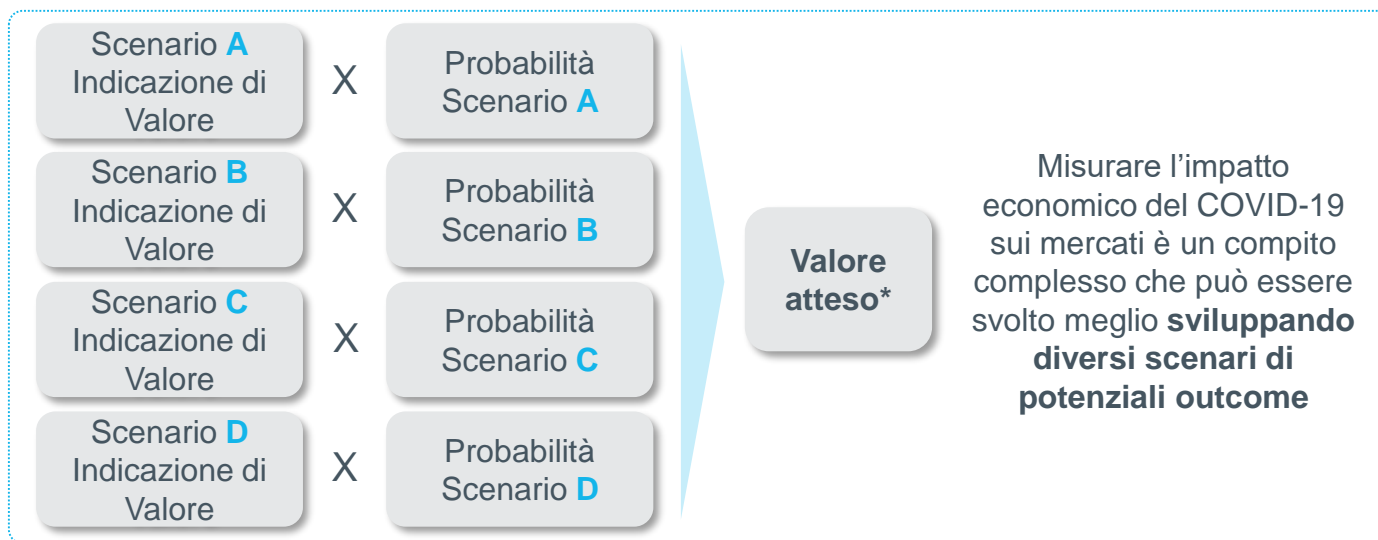 Scenario A
Indicazione di
Valore
X
Probabilità
Scenario A
Scenario B
Indicazione di
Valore
X
Probabilità
Scenario B
Scenario C
Indicazione di
Valore
X
Probabilità
Scenario C
Scenario D
Indicazione di
Valore
X
Probabilità
Scenario D
Valore
atteso*
Misurare l’impatto
economico del COVID-19
sui mercati è un compito
complesso che può essere
svolto meglio sviluppando
diversi scenari di
potenziali outcome